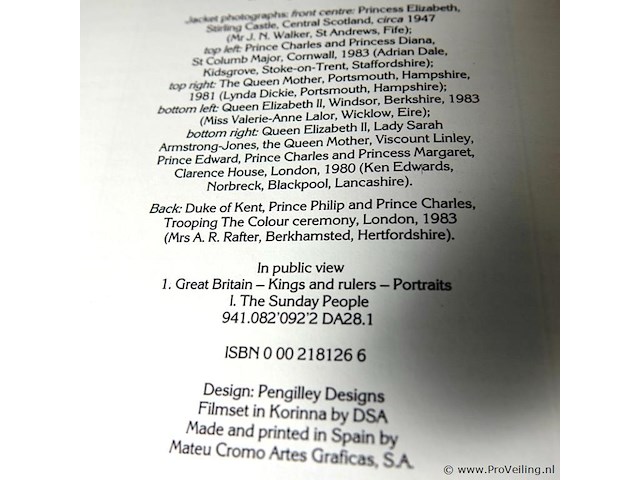 Jacket photographs: front centre: Princess Elizabeth,
Stirling Castle, Central Scotland, circa 1947
(Mr J. N. Walker, St Andrews, Fife);
top left: Prince Charles and Princess Diana,
St Columb Major, Cornwall, 1983 (Adrian Dale,
Kidsgrove, Stoke-on-Trent, Staffordshire);
top right: The Queen Mother, Portsmouth, Hampshire,
1981 (Lynda Dickie, Portsmouth, Hampshire);
bottom left: Queen Elizabeth II, Windsor, Berkshire, 1983
(Miss Valerie-Anne Lalor, Wicklow, Eire);
bottom right: Queen Elizabeth II, Lady Sarah
Armstrong-Jones, the Queen Mother, Viscount Linley,
Prince Edward, Prince Charles and Princess Margaret,
Clarence House, London, 1980 (Ken Edwards,
Norbreck, Blackpool, Lancashire).
Back: Duke of Kent, Prince Philip and Prince Charles,
Trooping The Colour ceremony, London, 1983
(Mrs A. R. Rafter, Berkhamsted, Hertfordshire).
In public view
1. Great Britain – Kings and rulers – Portraits
I. The Sunday People
941.082'092'2 DA28.1
ISBN 0 00 218126 6
Design: Pengilley Designs
Filmset in Korinna by DSA
Made and printed in Spain by
Mateu Cromo Artes Graficas, S.A.
© www.ProVeiling.nl